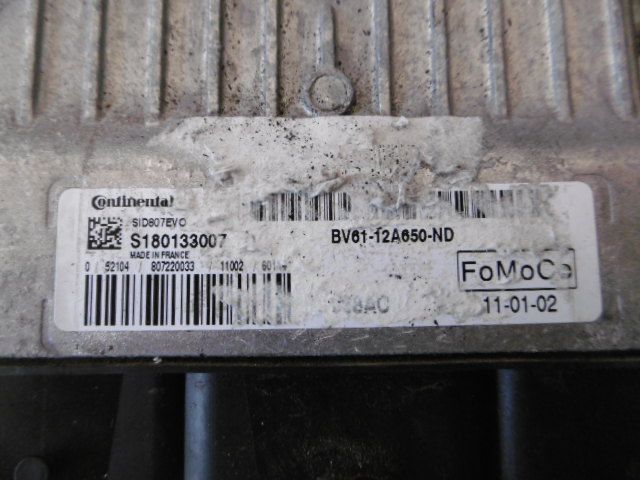 Continental
SID807EVO
S180133007
BV61-12A650-ND
MADE IN FRANCE
0 / 52104 / 807220033 / 11002 /
FoMoCo
11-01-02